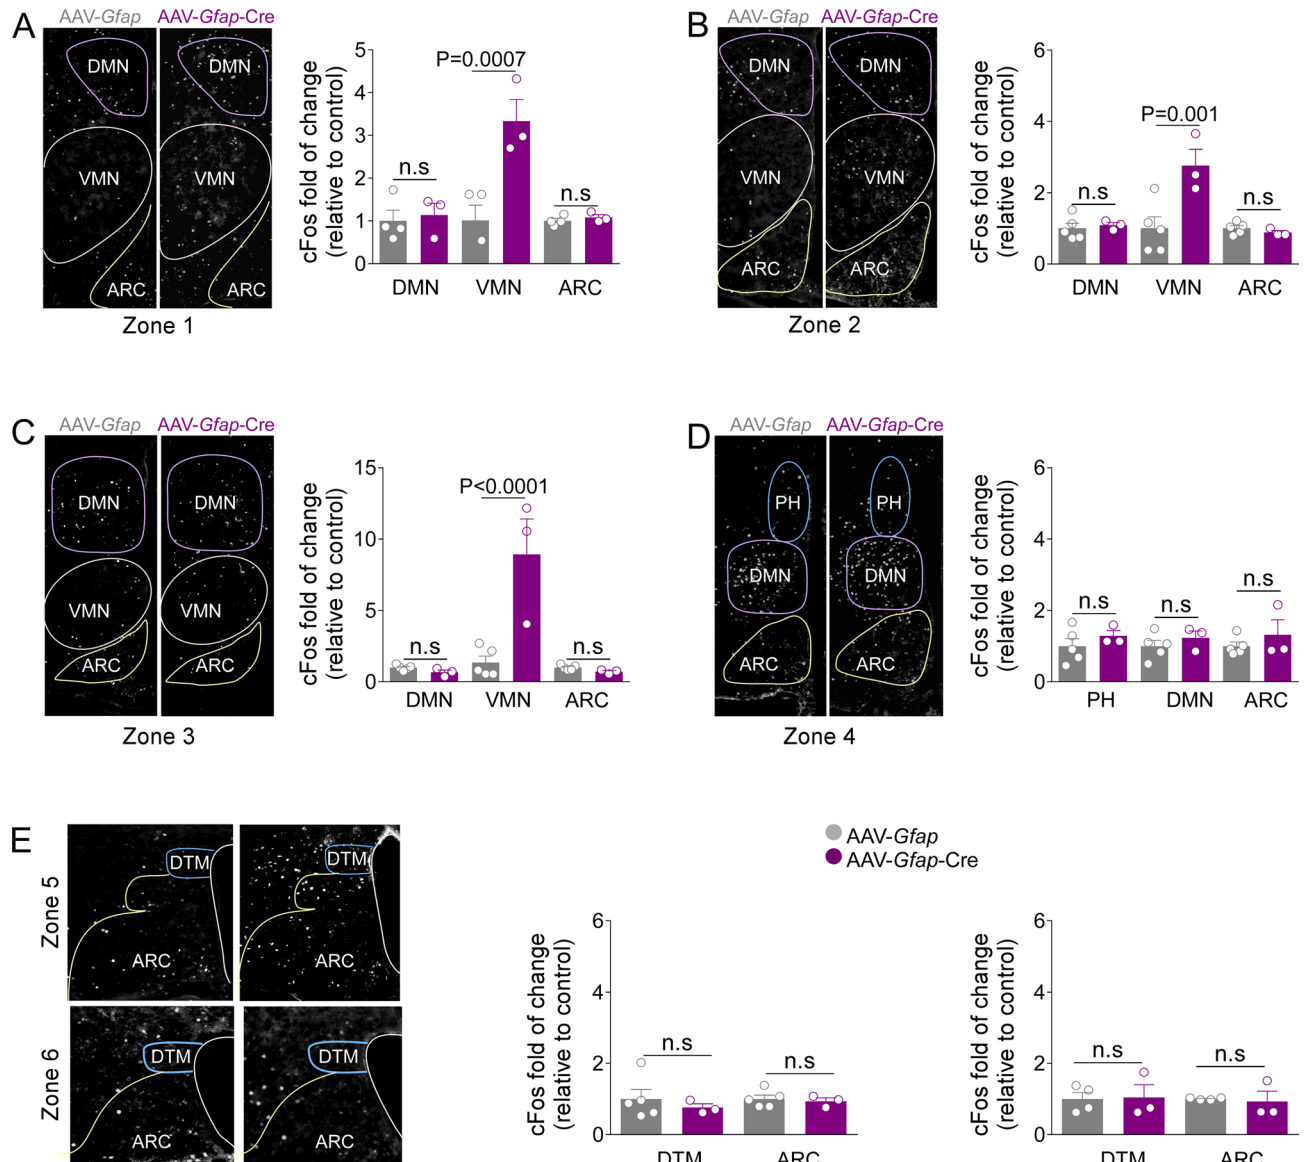 A
AAV-Gfap AAV-Gfap-Cre
DMN DMN
VMN VMN
ARC ARC
Zone 1
cFos fold of change
(relative to control)
5
4
3
2
1
0
n.s
P=0.0007
n.s
DMN VMN ARC
B
AAV-Gfap AAV-Gfap-Cre
DMN DMN
VMN VMN
ARC ARC
Zone 2
cFos fold of change
(relative to control)
6
4
2
0
n.s
P=0.001
n.s
DMN VMN ARC
C
AAV-Gfap AAV-Gfap-Cre
DMN DMN
VMN VMN
ARC ARC
Zone 3
cFos fold of change
(relative to control)
15
10
5
0
n.s
P<0.0001
n.s
DMN VMN ARC
D
AAV-Gfap AAV-Gfap-Cre
PH PH
DMN DMN
ARC ARC
Zone 4
cFos fold of change
(relative to control)
6
4
2
0
n.s
n.s
n.s
PH DMN ARC
E
Zone 5
DTM DTM
ARC ARC
Zone 6
DTM DTM
ARC ARC
AAV-Gfap
AAV-Gfap-Cre
cFos fold of change
(relative to control)
6
4
2
0
n.s
n.s
DTM ARC
cFos fold of change
(relative to control)
6
4
2
0
n.s
n.s
DTM ARC